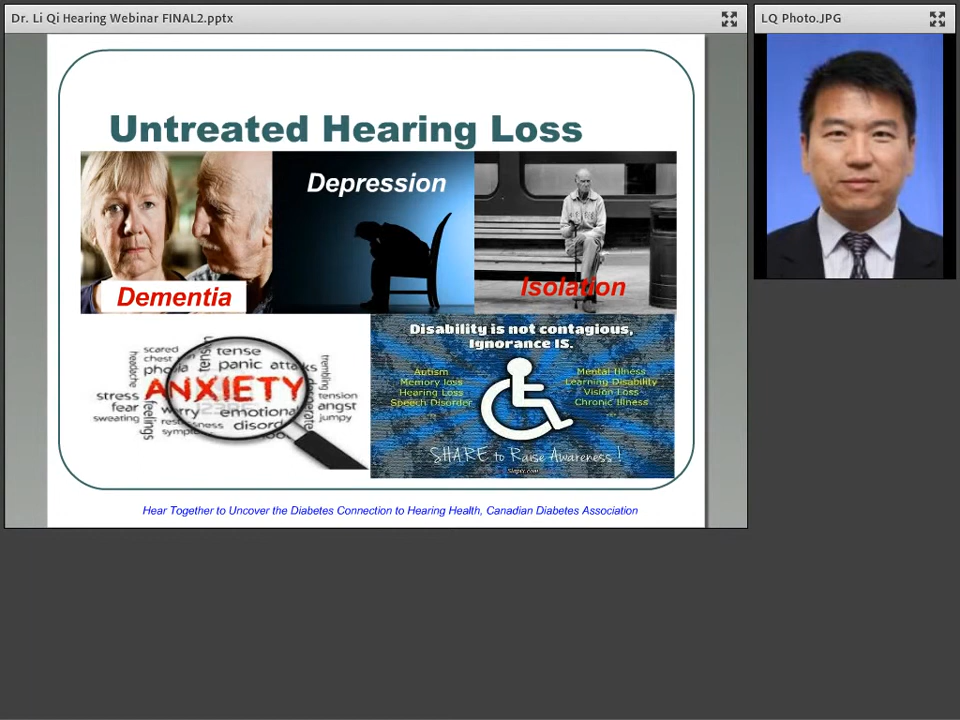 Dr. Li Qi Hearing Webinar FINAL2.pptx
LQ Photo.JPG
Untreated Hearing Loss
Depression
Dementia
Isolation
scared
tense
chest
panic attacks
phobia
headache
unusual
trembling
ANXIETY
stress
tension
fear
worry
emotional
angst
sweating
jumpy
feelings
disorder
Disability is not contagious,
Ignorance IS.
Autism
Memory loss
Hearing Loss
Speech Disorder
Mental Illness
Learning Disability
Vision Loss
Chronic Illness
SHARE to Raise Awareness !
Hear Together to Uncover the Diabetes Connection to Hearing Health, Canadian Diabetes Association